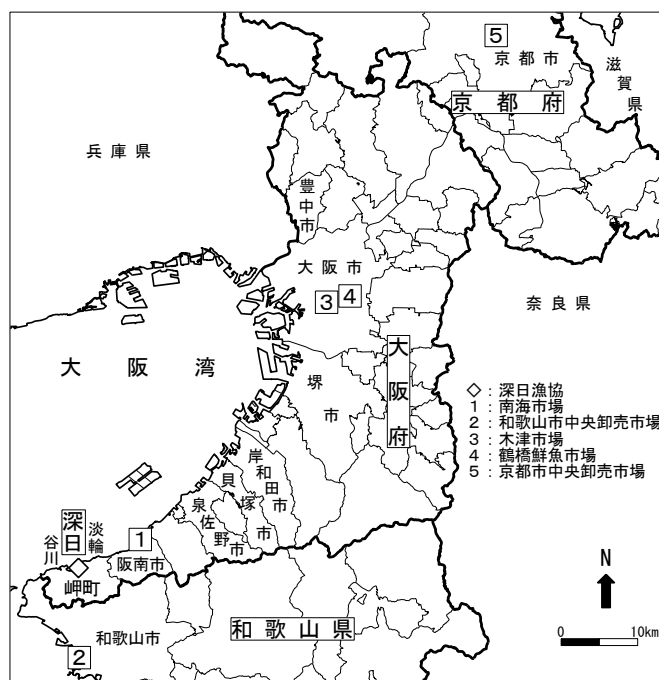 5
京都市
滋賀県
京都府
兵庫県
豊中市
大阪市
3
4
奈良県
大阪湾
大阪府
堺市
◇：深日漁協
1：南海市場
2：和歌山市中央卸売市場
3：木津市場
4：鶴橋鮮魚市場
5：京都市中央卸売市場
岸和田市
貝塚市
泉佐野市
深日
淡輪
谷川
1
阪南市
岬町
N
和歌山県
和歌山市
2
0 10km